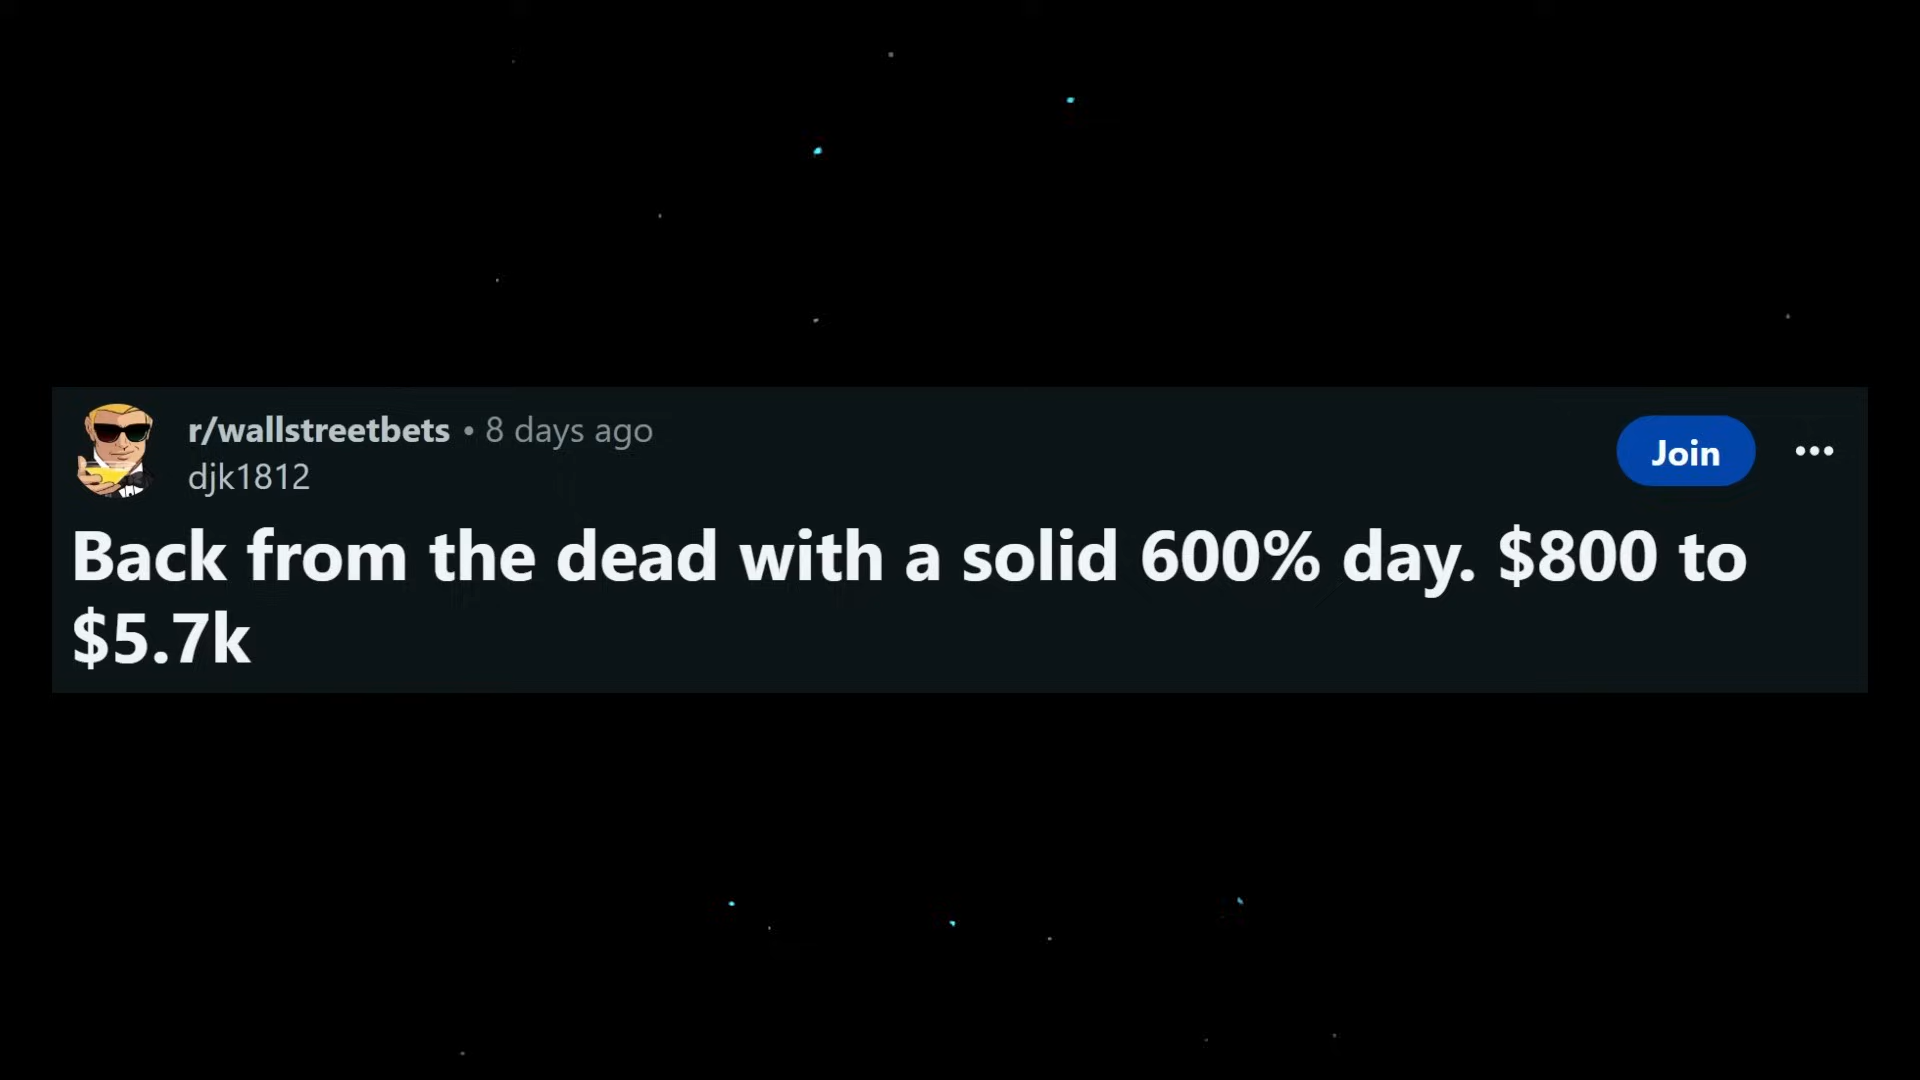 r/wallstreetbets • 8 days ago
djk1812
Join
Back from the dead with a solid 600% day. $800 to
$5.7k